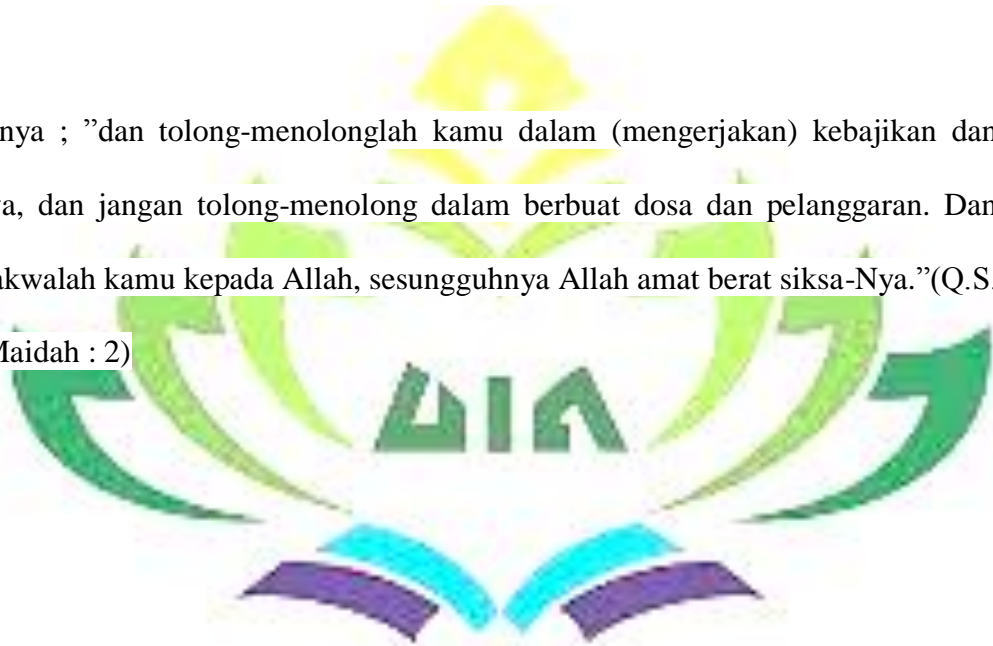 nya ; ”dan tolong-menolonglah kamu dalam (mengerjakan) kebajikan dan
a, dan jangan tolong-menolong dalam berbuat dosa dan pelanggaran. Dan
akwalah kamu kepada Allah, sesungguhnya Allah amat berat siksa-Nya.”(Q.S.
Maidah : 2)
UIN